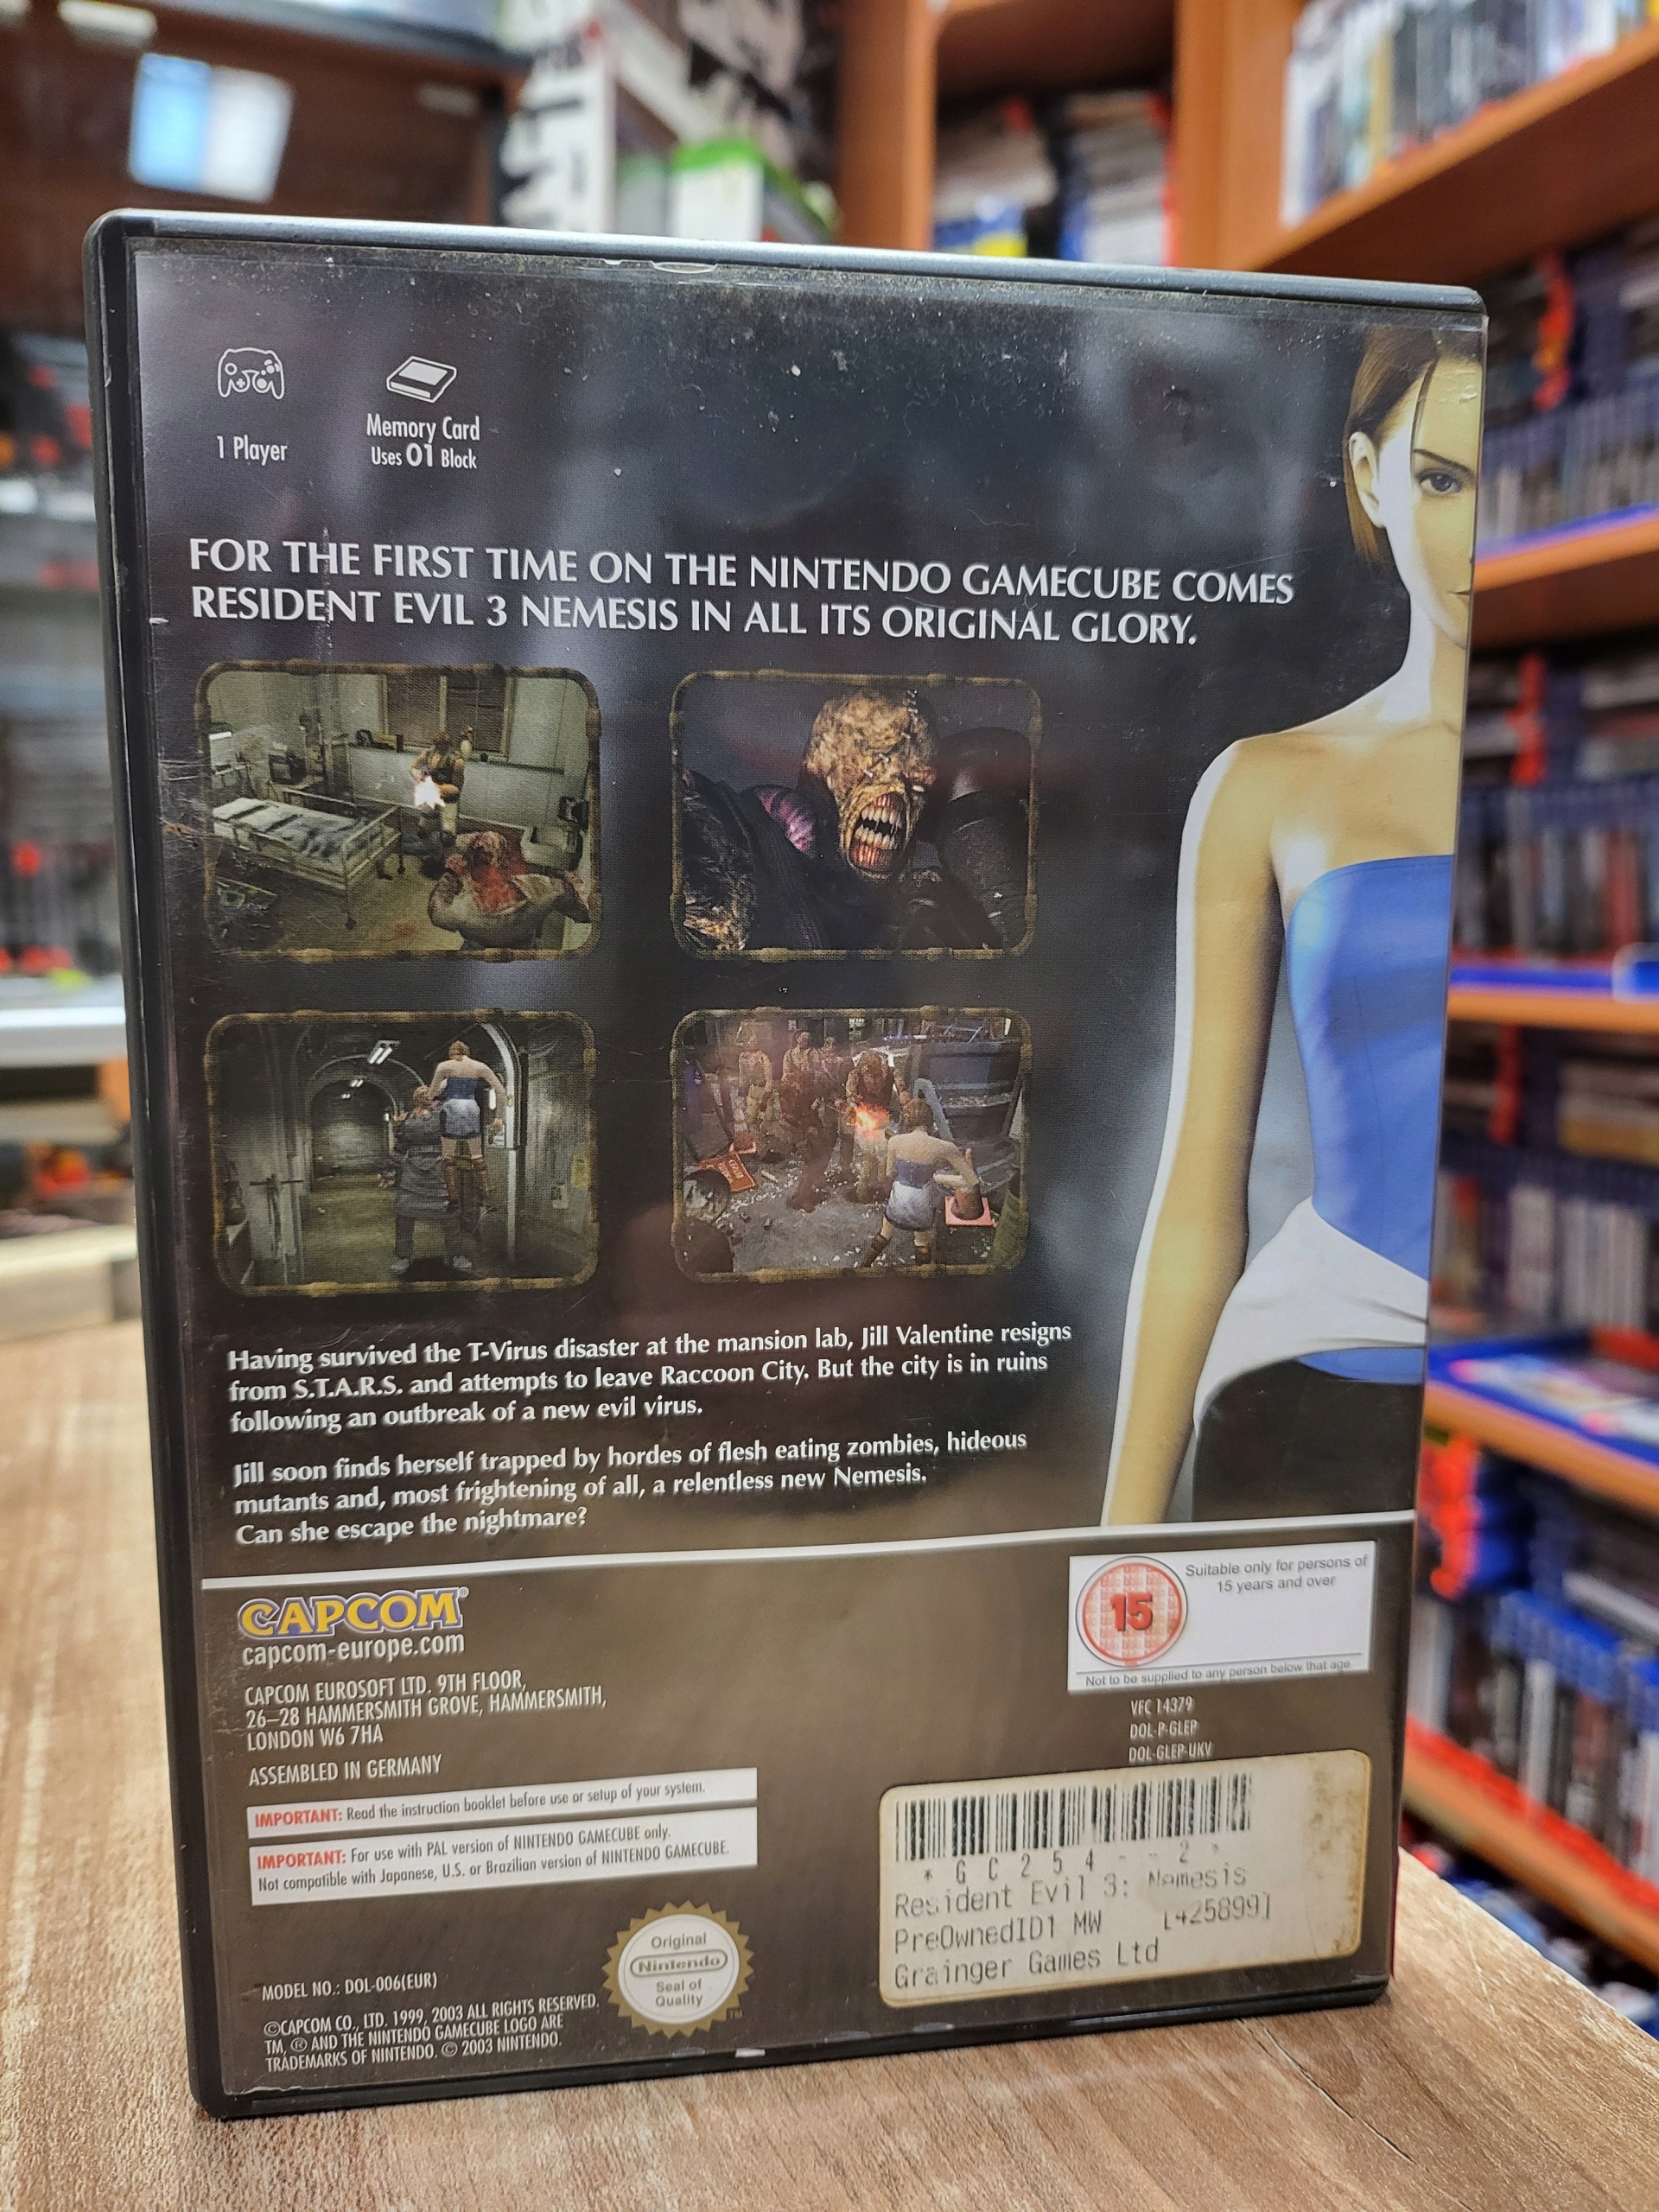 1 Player
Memory Card
Uses 01 Block
FOR THE FIRST TIME ON THE NINTENDO GAMECUBE COMES
RESIDENT EVIL 3 NEMESIS IN ALL ITS ORIGINAL GLORY.
Having survived the T-Virus disaster at the mansion lab, Jill Valentine resigns
from S.T.A.R.S. and attempts to leave Raccoon City. But the city is in ruins
following an outbreak of a new evil virus.
Jill soon finds herself trapped by hordes of flesh eating zombies, hideous
mutants and, most frightening of all, a relentless new Nemesis.
Can she escape the nightmare?
CAPCOM®
capcom-europe.com
CAPCOM EUROSOFT LTD. 9TH FLOOR,
26–28 HAMMERSMITH GROVE, HAMMERSMITH,
LONDON W6 7HA
ASSEMBLED IN GERMANY
IMPORTANT: Read the instruction booklet before use or setup of your system.
IMPORTANT: For use with PAL version of NINTENDO GAMECUBE only.
Not compatible with Japanese, U.S. or Brazilian version of NINTENDO GAMECUBE.
MODEL NO.: DOL-006(EUR)
©CAPCOM CO., LTD. 1999, 2003 ALL RIGHTS RESERVED.
TM, ® AND THE NINTENDO GAMECUBE LOGO ARE
TRADEMARKS OF NINTENDO. © 2003 NINTENDO.
Original
Nintendo
Seal of
Quality
TM
15
Suitable only for persons of
15 years and over
Not to be supplied to any person below that age
VFC 14379
DOL-P-GLEP
DOL-GLEP-UKV
* G C 2 5 4 - - 2 *
Resident Evil 3: Nemesis
PreOwnedID1 MW [425899]
Grainger Games Ltd